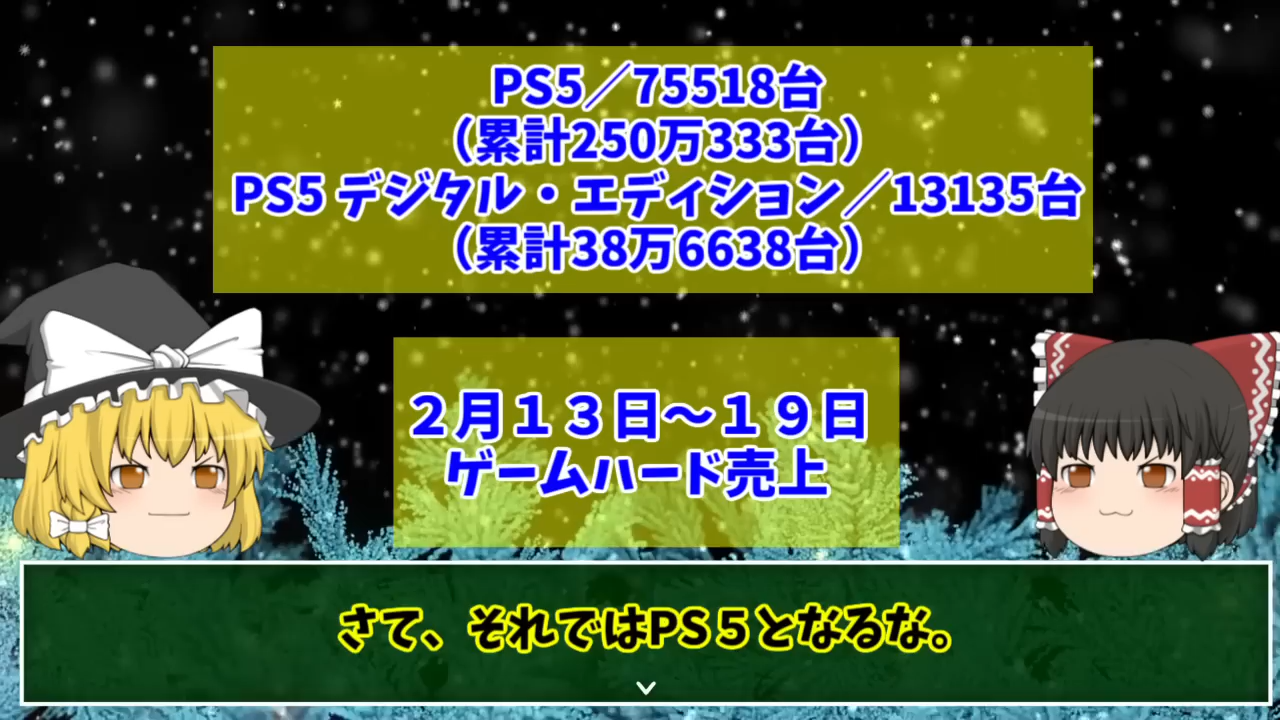 PS5／75518台
（累計250万333台）
PS5 デジタル・エディション／13135台
（累計38万6638台）
２月１３日～１９日
ゲームハード売上
さて、それではPS５となるな。